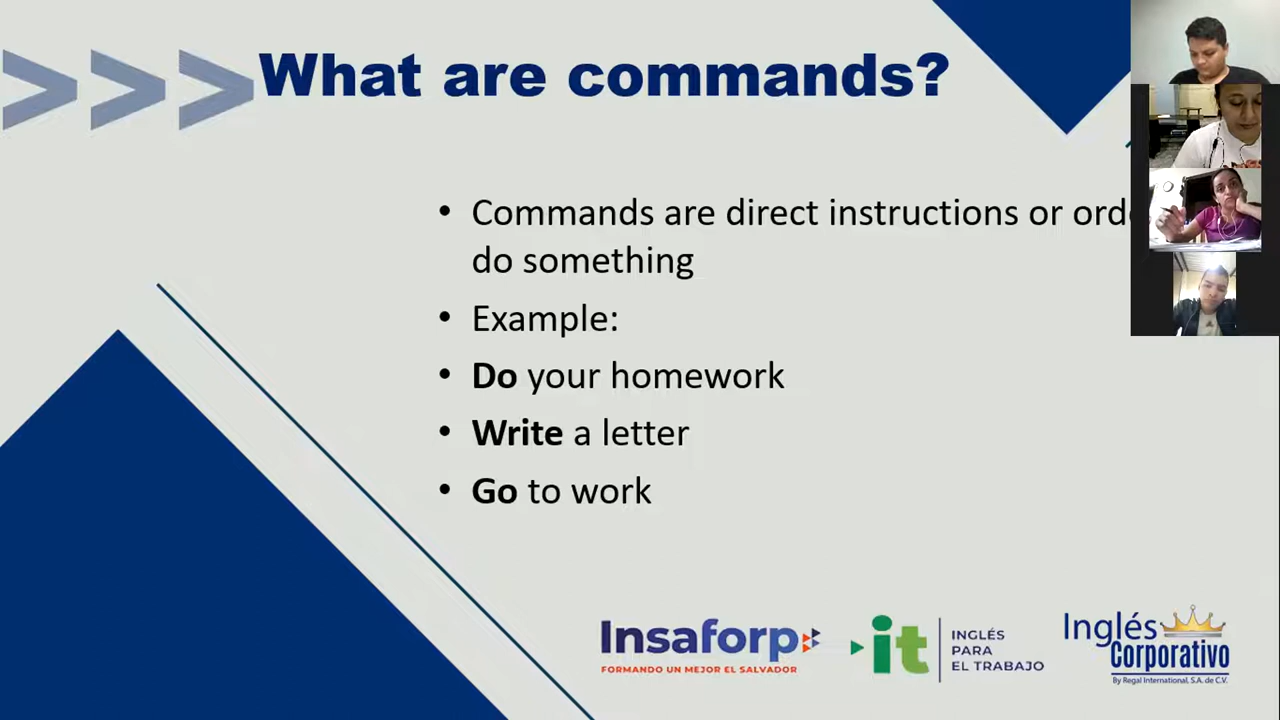 What are commands?
• Commands are direct instructions or
do something
• Example:
• Do your homework
• Write a letter
• Go to work
Insaforp
FORMANDO UN MEJOR EL SALVADOR
it
INGLÉS
PARA
EL TRABAJO
Inglés
Corporativo
By Regal International, S.A. de C.V.